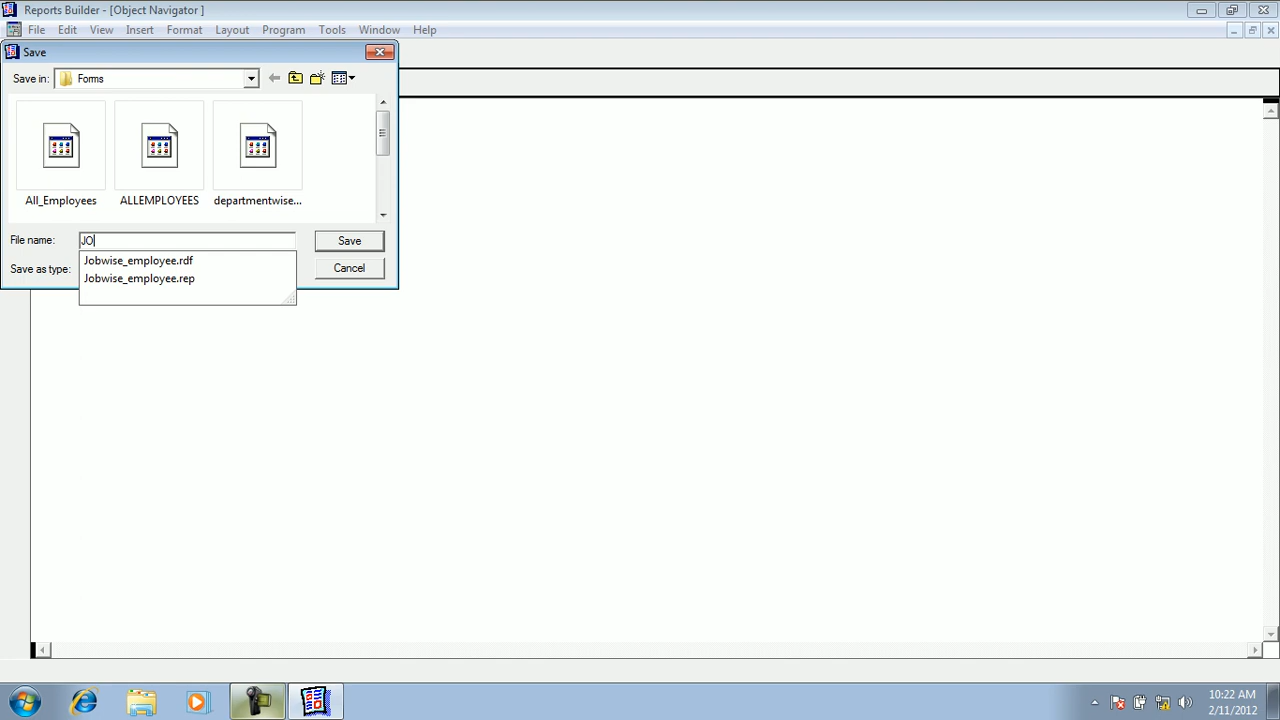 Reports Builder - [Object Navigator ]
File Edit View Insert Format Layout Program Tools Window Help
Save
Save in: Forms
All_Employees ALLEMPLOYEES departmentwise...
File name: JO Save
Jobwise_employee.rdf
Save as type: Cancel
Jobwise_employee.rep
10:22 AM
2/11/2012